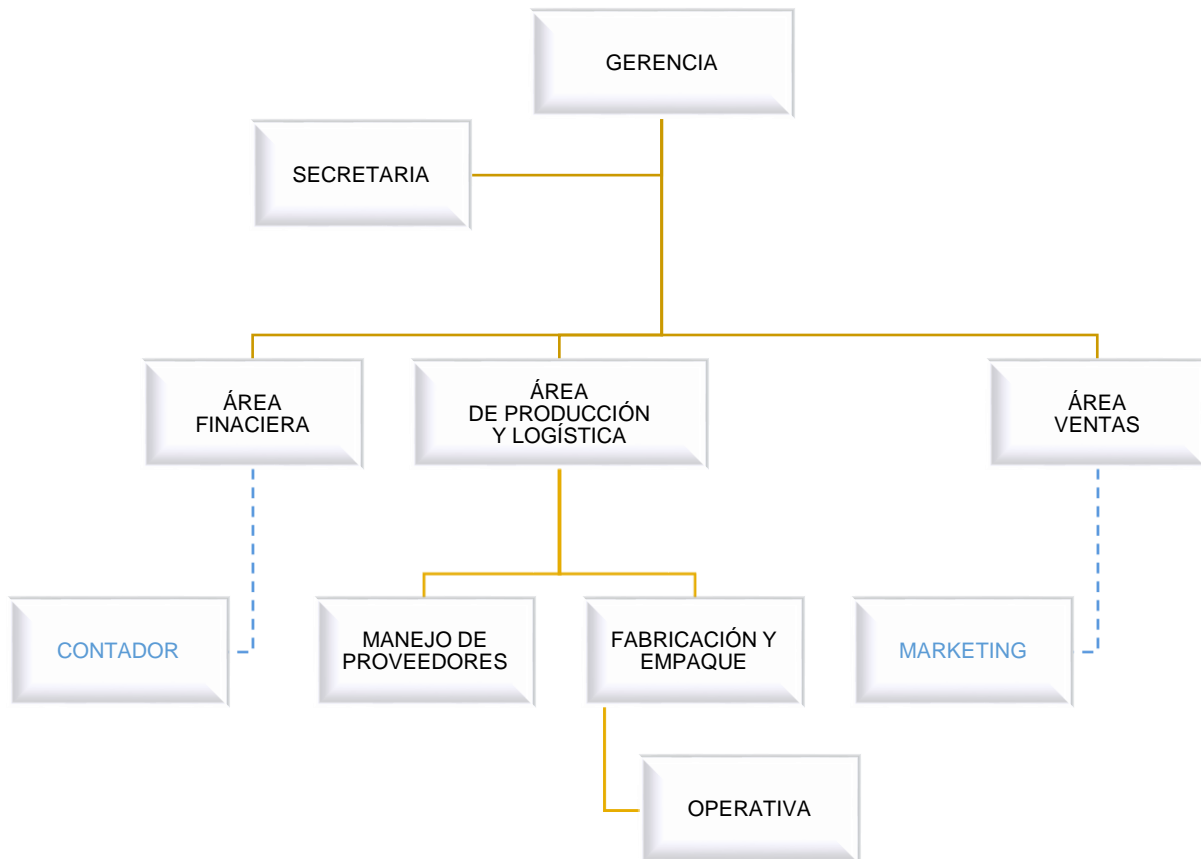 GERENCIA
SECRETARIA
ÁREA
FINACIERA
ÁREA
DE PRODUCCIÓN
Y LOGÍSTICA
ÁREA
VENTAS
CONTADOR
MANEJO DE
PROVEEDORES
FABRICACIÓN Y
EMPAQUE
MARKETING
OPERATIVA